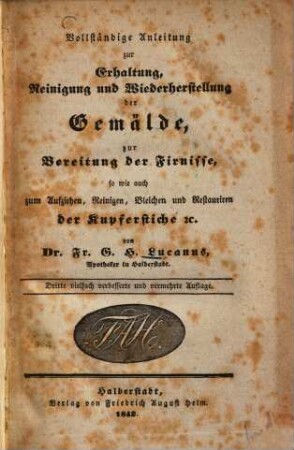 Vollständige Anleitung
zur
Erhaltung,
Reinigung und Wiederherstellung
der
Gemälde,
zur
Bereitung der Firnisse,
so wie auch
zum Aufziehen, Reinigen, Bleichen und Restauriren
der Kupferstiche ꝛc.
von
Dr. Fr. G. H. Lucanus,
Apotheker in Halberstadt.
Dritte vielfach verbesserte und vermehrte Auflage.
FAH.
Halberstadt,
Verlag von Friedrich August Helm.